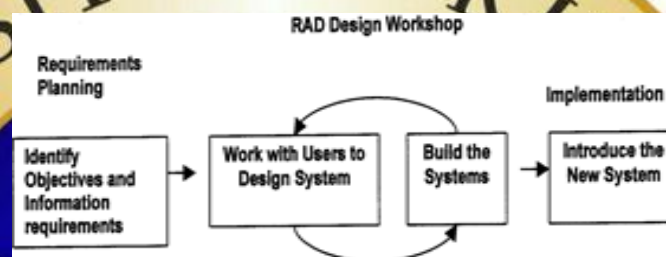 RAD Design Workshop
Requirements
Planning
Implementation
Identify
Objectives and
Information
requirements
Work with Users to
Design System
Build the
Systems
Introduce the
New System